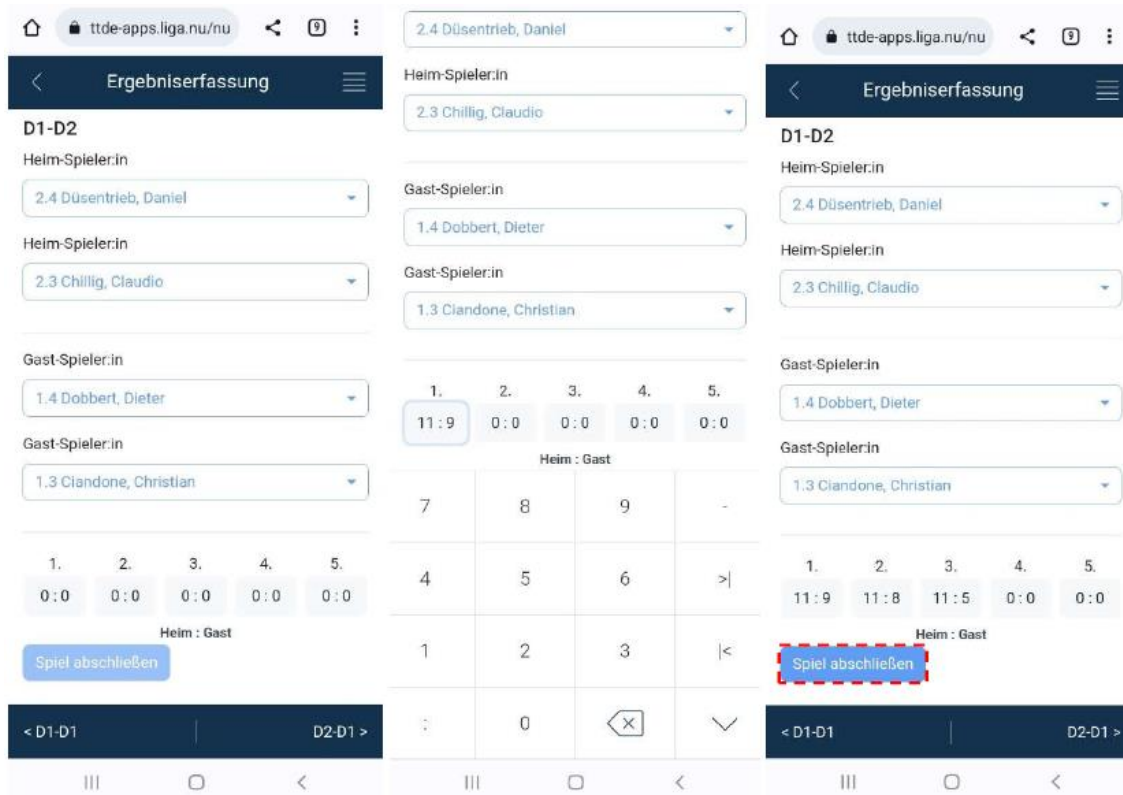 ttde-apps.liga.nu/nu
9
Ergebniserfassung
D1-D2
Heim-Spieler:in
2.4 Düsentrieb, Daniel
Heim-Spieler:in
2.3 Chillig, Claudio
Gast-Spieler:in
1.4 Dobbert, Dieter
Gast-Spieler:in
1.3 Ciandone, Christian
1. 2. 3. 4. 5.
0:0 0:0 0:0 0:0 0:0
Heim : Gast
Spiel abschließen
< D1-D1
D2-D1 >
2.4 Düsentrieb, Daniel
Heim-Spieler:in
2.3 Chillig, Claudio
Gast-Spieler:in
1.4 Dobbert, Dieter
Gast-Spieler:in
1.3 Ciandone, Christian
1. 2. 3. 4. 5.
11:9 0:0 0:0 0:0 0:0
Heim : Gast
7 8 9 -
4 5 6 >|
1 2 3 |<
: 0
ttde-apps.liga.nu/nu
9
Ergebniserfassung
D1-D2
Heim-Spieler:in
2.4 Düsentrieb, Daniel
Heim-Spieler:in
2.3 Chillig, Claudio
Gast-Spieler:in
1.4 Dobbert, Dieter
Gast-Spieler:in
1.3 Ciandone, Christian
1. 2. 3. 4. 5.
11:9 11:8 11:5 0:0 0:0
Heim : Gast
Spiel abschließen
< D1-D1
D2-D1 >